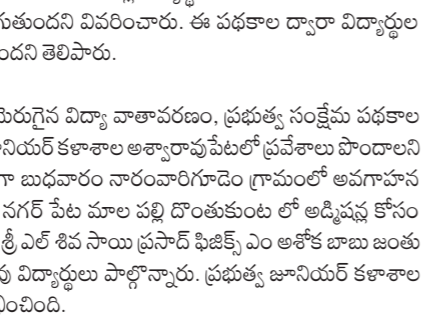 గుతుందని వివరించారు. ఈ పథకాల ద్వారా విద్యార్థుల
ందని తెలిపారు.
మెరుగైన విద్యా వాతావరణం, ప్రభుత్వ సంక్షేమ పథకాల
నియర్ కళాశాల అశ్వారావుపేటలో ప్రవేశాలు పొందాలని
గా బుధవారం నారంవారిగూడెం గ్రామంలో అవగాహన
నగర్ పేట మాల పల్లి దొంతుకుంట లో అడ్మిషన్ల కోసం
శ్రీ ఎల్ శివ సాయి ప్రసాద్ ఫిజిక్స్ ఎం అశోక బాబు జంతు
వు విద్యార్థులు పాల్గొన్నారు. ప్రభుత్వ జూనియర్ కళాశాల
ంచింది.